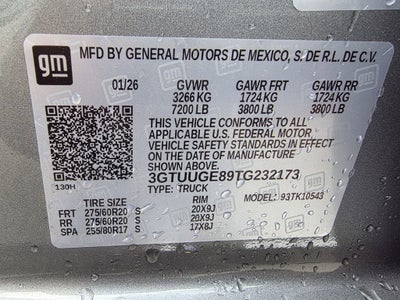 gm
MFD BY GENERAL MOTORS DE MEXICO, S. DE R.L. DE C.V.
01/26 GVWR GAWR FRT GAWR RR
3266 KG 1724 KG 1724 KG
7200 LB 3800 LB 3800 LB
THIS VEHICLE CONFORMS TO ALL
APPLICABLE U.S. FEDERAL MOTOR
VEHICLE SAFETY STANDARDS IN EFFECT
ON THE DATE OF MANUFACTURE SHOWN ABOVE.
3GTUUGE89TG232173
130H TYPE: TRUCK MODEL: 93TK10543
TIRE SIZE RIM
FRT 275/60R20 S 20X9J
RR 275/60R20 S 20X9J
SPA 255/80R17 S 17X8J